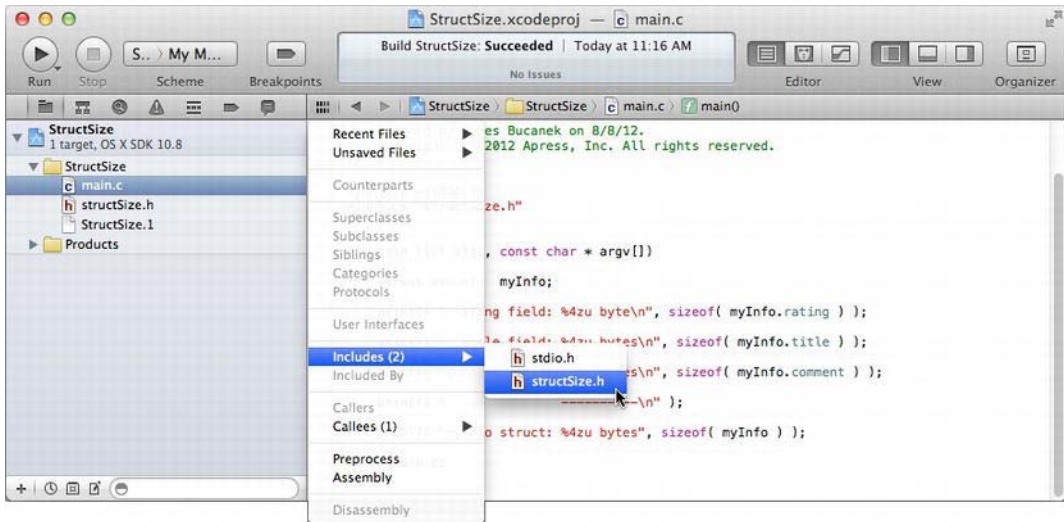 StructSize.xcodeproj — c main.c
S.. › My M...
Build StructSize: Succeeded | Today at 11:16 AM
No Issues
Run Stop Scheme Breakpoints Editor View Organizer
StructSize › StructSize › c main.c › f main()
StructSize
1 target, OS X SDK 10.8
StructSize
c main.c
h structSize.h
StructSize.1
Products
Recent Files
Unsaved Files
Counterparts
Superclasses
Subclasses
Siblings
Categories
Protocols
User Interfaces
Includes (2)
Included By
Callers
Callees (1)
Preprocess
Assembly
Disassembly
h stdio.h
h structSize.h
es Bucanek on 8/8/12.
2012 Apress, Inc. All rights reserved.
ze.h"
, const char * argv[])
myInfo;
ng field: %4zu byte\n", sizeof( myInfo.rating ) );
le field: %4zu bytes\n", sizeof( myInfo.title ) );
es\n", sizeof( myInfo.comment ) );
----------\n" );
o struct: %4zu bytes", sizeof( myInfo ) );